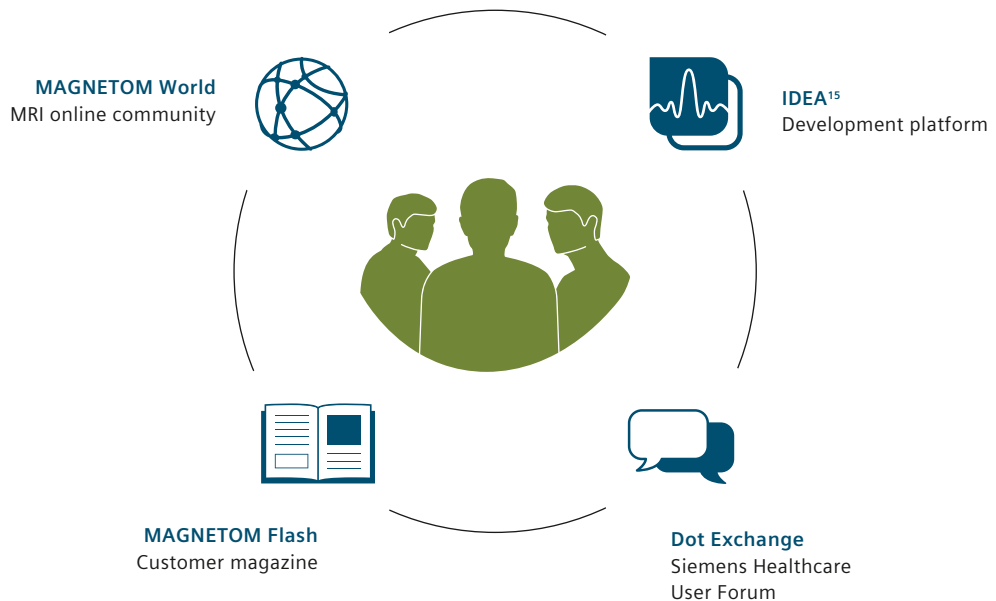 MAGNETOM World
MRI online community
IDEA¹⁵
Development platform
MAGNETOM Flash
Customer magazine
Dot Exchange
Siemens Healthcare
User Forum